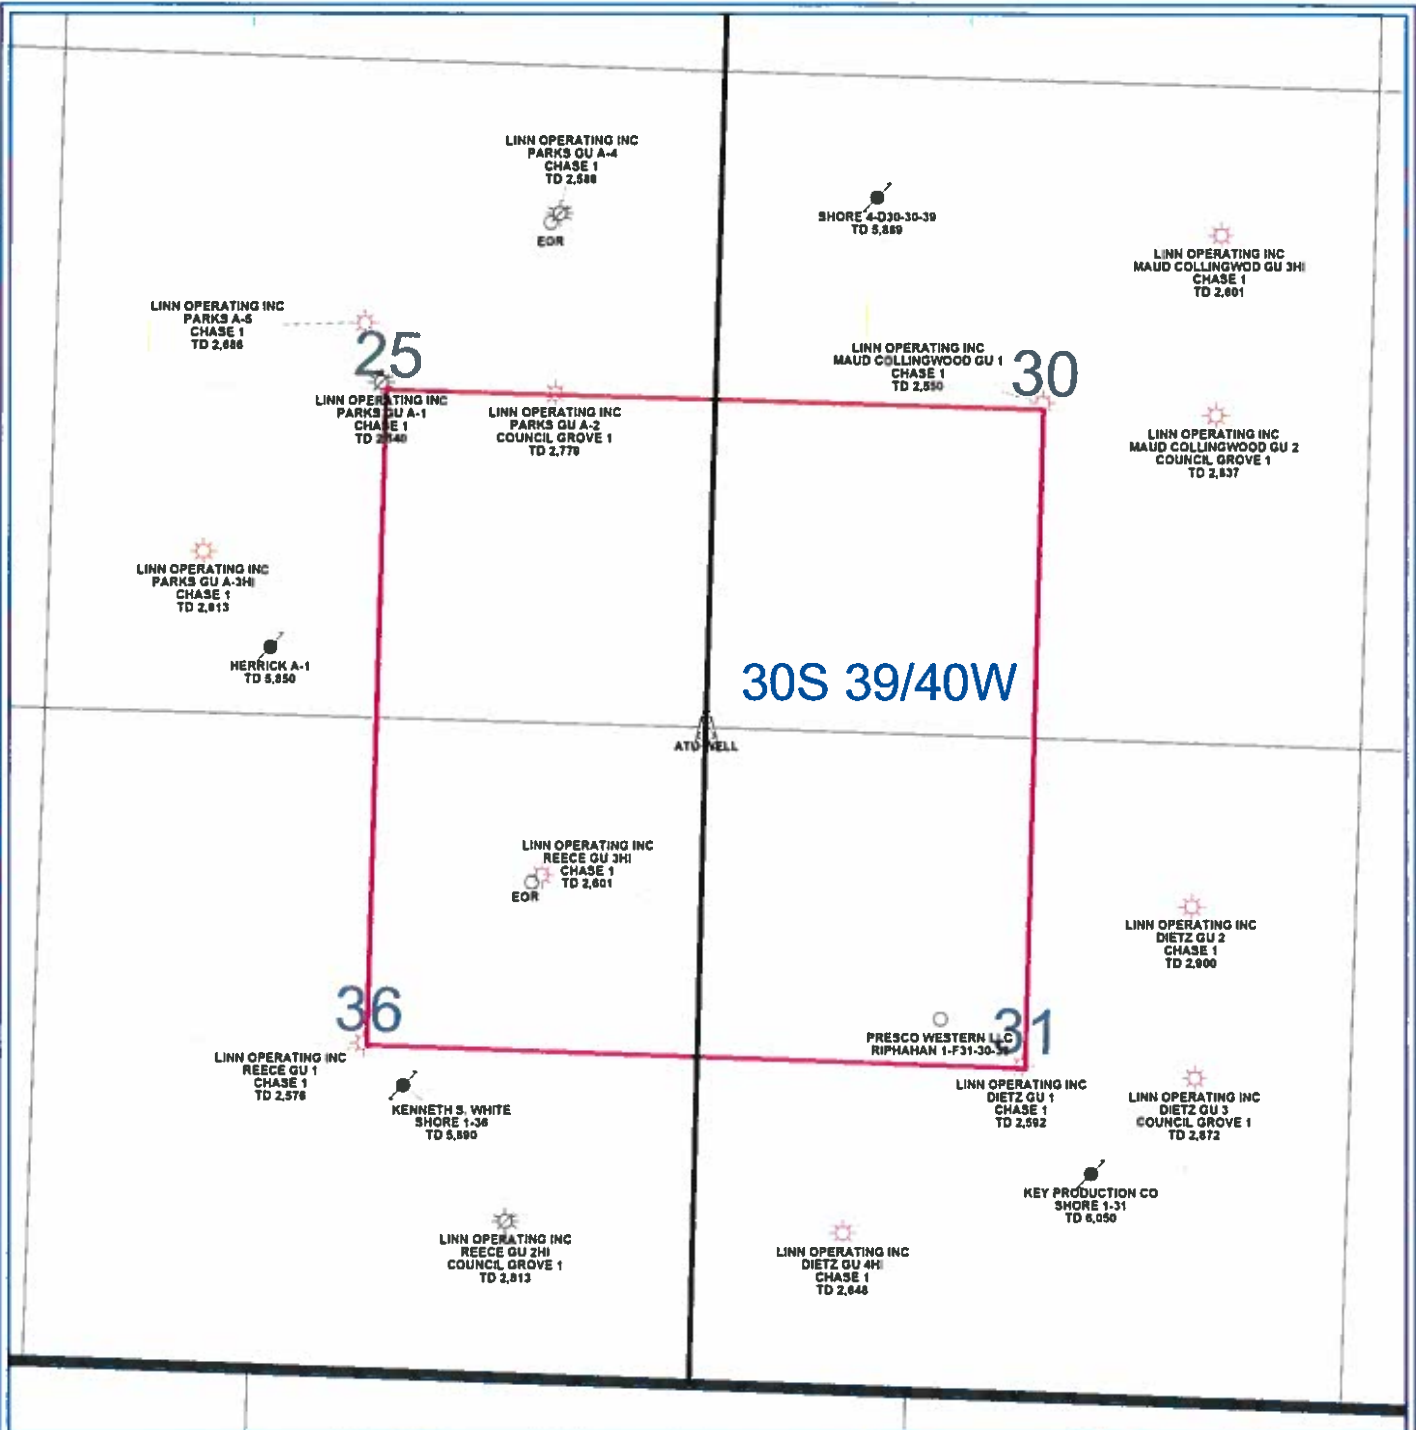 LINN OPERATING INC
PARKS GU A-4
CHASE 1
TD 2,588
EOR
SHORE 4-D30-30-39
TD 5,889
LINN OPERATING INC
MAUD COLLINGWOOD GU 3HI
CHASE 1
TD 2,601
LINN OPERATING INC
PARKS A-5
CHASE 1
TD 2,686
25
LINN OPERATING INC
PARKS GU A-1
CHASE 1
TD
LINN OPERATING INC
PARKS GU A-2
COUNCIL GROVE 1
TD 2,779
LINN OPERATING INC
MAUD COLLINGWOOD GU 1
CHASE 1
TD 2,550
30
LINN OPERATING INC
MAUD COLLINGWOOD GU 2
COUNCIL GROVE 1
TD 2,837
LINN OPERATING INC
PARKS GU A-3HI
CHASE 1
TD 2,613
HERRICK A-1
TD 5,850
30S 39/40W
LINN OPERATING INC
REECE GU 3HI
CHASE 1
TD 2,601
EOR
LINN OPERATING INC
DIETZ GU 2
CHASE 1
TD 2,900
36
31
PRESCO WESTERN LLC
RIPHAHAN
LINN OPERATING INC
REECE GU 1
CHASE 1
TD 2,576
KENNETH S. WHITE
SHORE 1-36
TD 5,890
LINN OPERATING INC
DIETZ GU 1
CHASE 1
TD 2,592
LINN OPERATING INC
DIETZ GU 3
COUNCIL GROVE 1
TD 2,872
KEY PRODUCTION CO
SHORE 1-31
TD 6,050
LINN OPERATING INC
REECE GU 2HI
COUNCIL GROVE 1
TD 2,813
LINN OPERATING INC
DIETZ GU 4HI
CHASE 1
TD 2,648